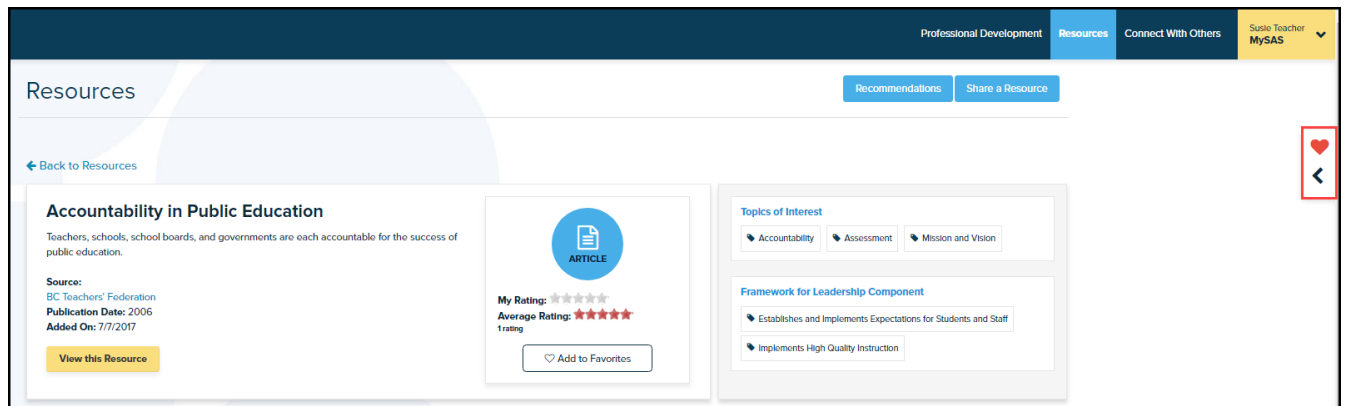 Professional Development Resources Connect With Others Susie Teacher
MySAS
Resources
Recommendations Share a Resource
Back to Resources
Accountability in Public Education
Teachers, schools, school boards, and governments are each accountable for the success of
public education.
Source:
BC Teachers' Federation
Publication Date: 2006
Added On: 7/7/2017
View this Resource
ARTICLE
My Rating:
Average Rating:
1 rating
Add to Favorites
Topics of Interest
Accountability Assessment Mission and Vision
Framework for Leadership Component
Establishes and Implements Expectations for Students and Staff
Implements High Quality Instruction